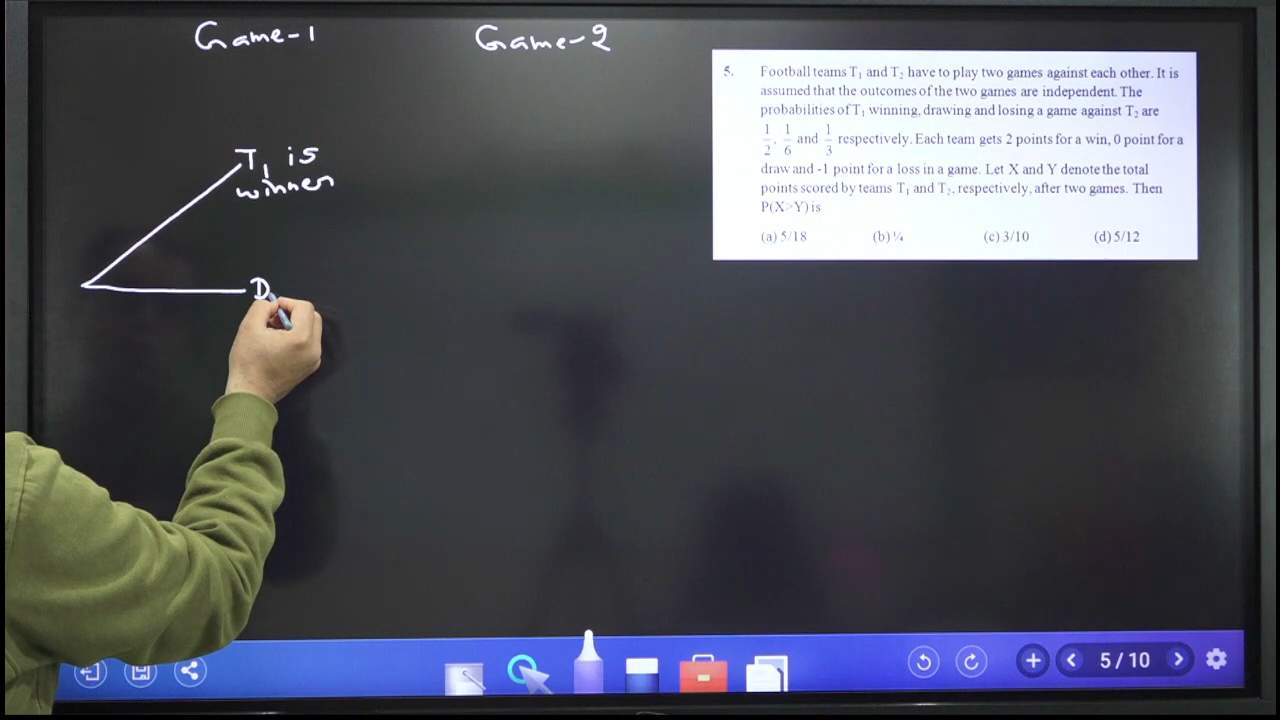 Game-1
Game-2
5. Football teams T₁ and T₂ have to play two games against each other. It is
assumed that the outcomes of the two games are independent. The
probabilities of T₁ winning, drawing and losing a game against T₂ are
1/2, 1/6 and 1/3 respectively. Each team gets 2 points for a win, 0 point for a
draw and -1 point for a loss in a game. Let X and Y denote the total
points scored by teams T₁ and T₂, respectively, after two games. Then
P(X>Y) is
(a) 5/18 (b) ¼ (c) 3/10 (d) 5/12
T₁ is
winner
D
5/10